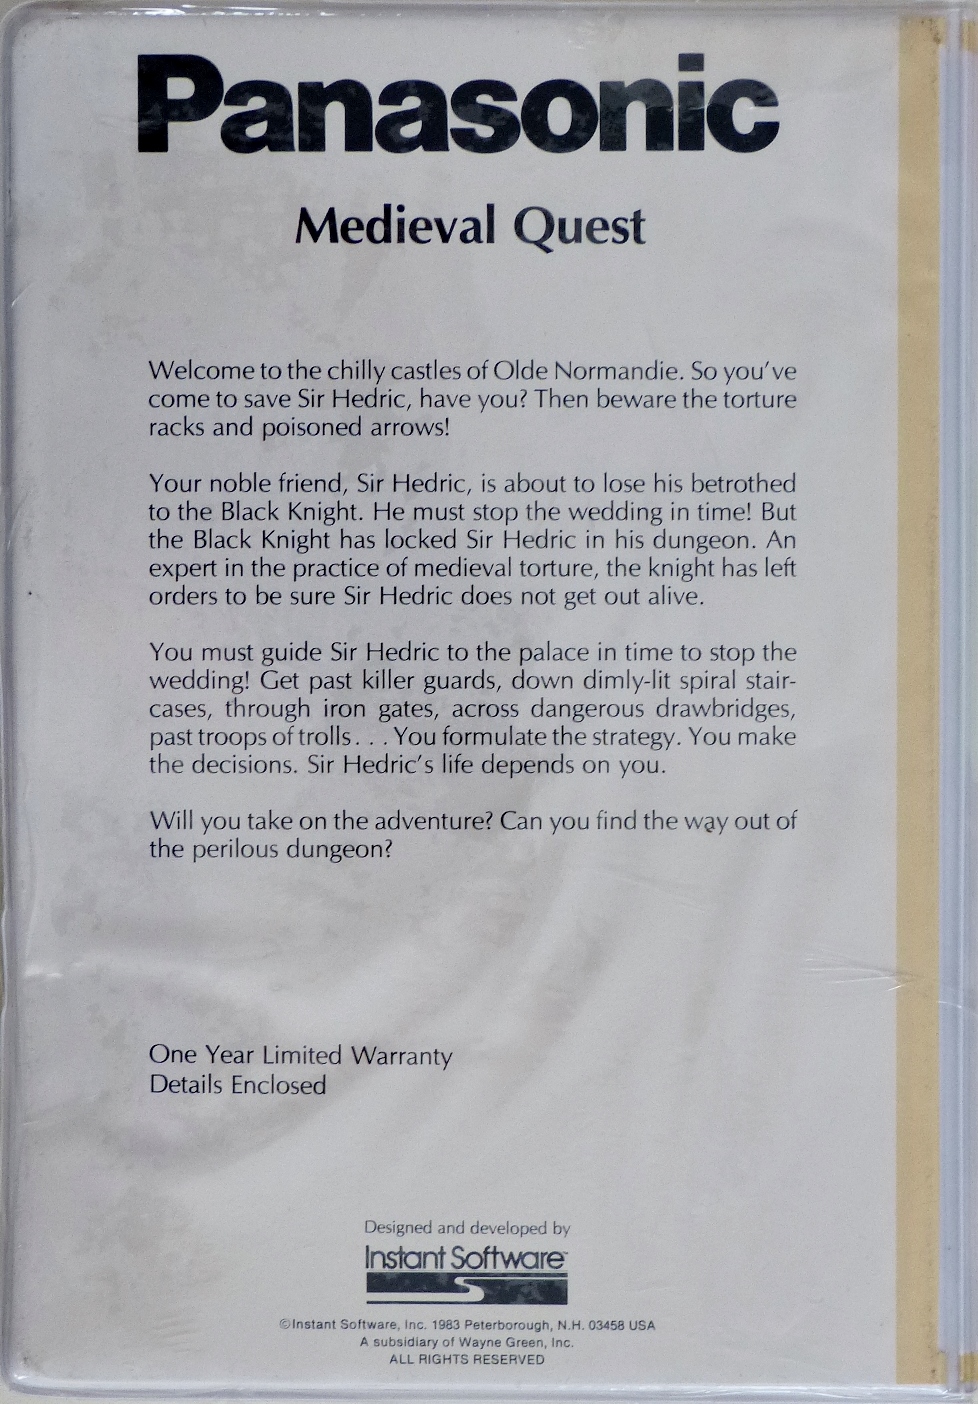 Panasonic
Medieval Quest
Welcome to the chilly castles of Olde Normandie. So you've
come to save Sir Hedric, have you? Then beware the torture
racks and poisoned arrows!
Your noble friend, Sir Hedric, is about to lose his betrothed
to the Black Knight. He must stop the wedding in time! But
the Black Knight has locked Sir Hedric in his dungeon. An
expert in the practice of medieval torture, the knight has left
orders to be sure Sir Hedric does not get out alive.
You must guide Sir Hedric to the palace in time to stop the
wedding! Get past killer guards, down dimly-lit spiral stair-
cases, through iron gates, across dangerous drawbridges,
past troops of trolls. . . You formulate the strategy. You make
the decisions. Sir Hedric's life depends on you.
Will you take on the adventure? Can you find the way out of
the perilous dungeon?
One Year Limited Warranty
Details Enclosed
Designed and developed by
Instant Software™
©Instant Software, Inc. 1983 Peterborough, N.H. 03458 USA
A subsidiary of Wayne Green, Inc.
ALL RIGHTS RESERVED